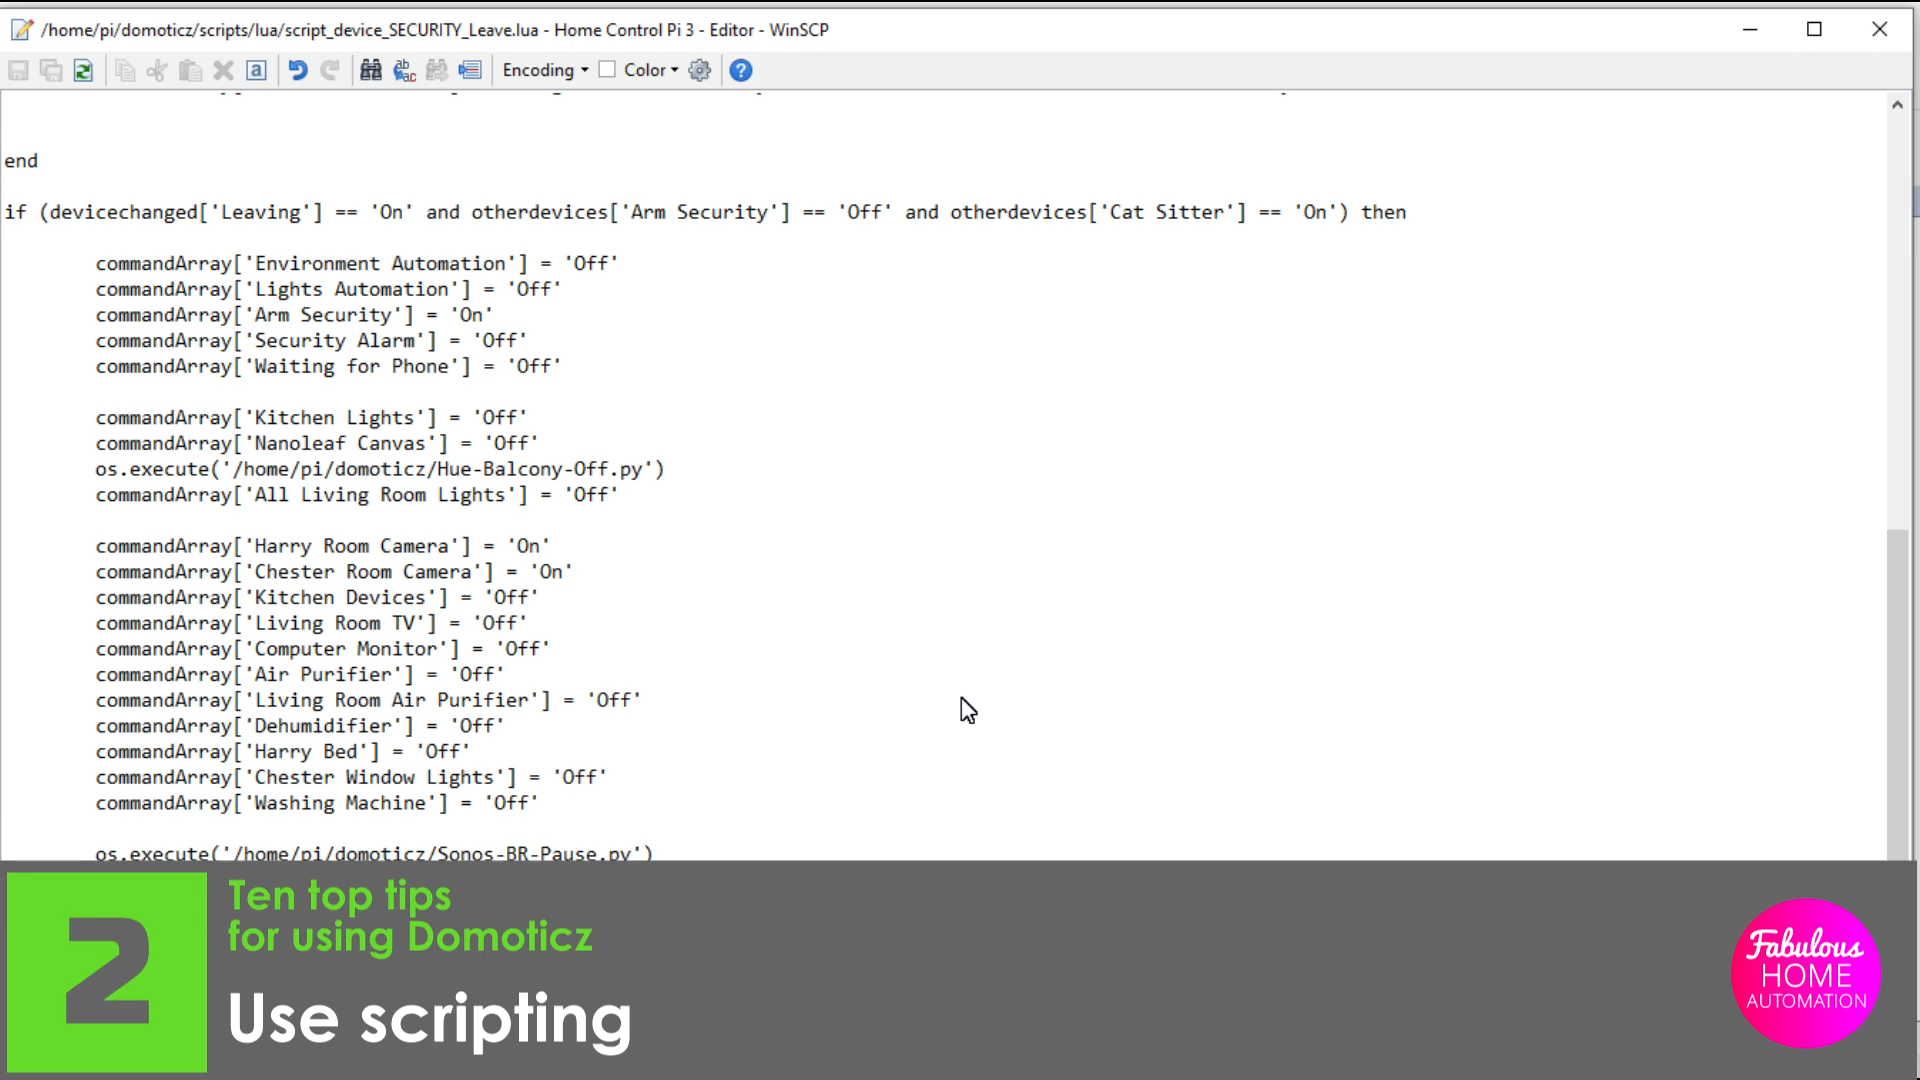 /home/pi/domoticz/scripts/lua/script_device_SECURITY_Leave.lua - Home Control Pi 3 - Editor - WinSCP
Encoding Color
end
if (devicechanged['Leaving'] == 'On' and otherdevices['Arm Security'] == 'Off' and otherdevices['Cat Sitter'] == 'On') then
commandArray['Environment Automation'] = 'Off'
commandArray['Lights Automation'] = 'Off'
commandArray['Arm Security'] = 'On'
commandArray['Security Alarm'] = 'Off'
commandArray['Waiting for Phone'] = 'Off'
commandArray['Kitchen Lights'] = 'Off'
commandArray['Nanoleaf Canvas'] = 'Off'
os.execute('/home/pi/domoticz/Hue-Balcony-Off.py')
commandArray['All Living Room Lights'] = 'Off'
commandArray['Harry Room Camera'] = 'On'
commandArray['Chester Room Camera'] = 'On'
commandArray['Kitchen Devices'] = 'Off'
commandArray['Living Room TV'] = 'Off'
commandArray['Computer Monitor'] = 'Off'
commandArray['Air Purifier'] = 'Off'
commandArray['Living Room Air Purifier'] = 'Off'
commandArray['Dehumidifier'] = 'Off'
commandArray['Harry Bed'] = 'Off'
commandArray['Chester Window Lights'] = 'Off'
commandArray['Washing Machine'] = 'Off'
os.execute('/home/pi/domoticz/Sonos-BR-Pause.py')
2
Ten top tips
for using Domoticz
Use scripting
Fabulous
HOME
AUTOMATION